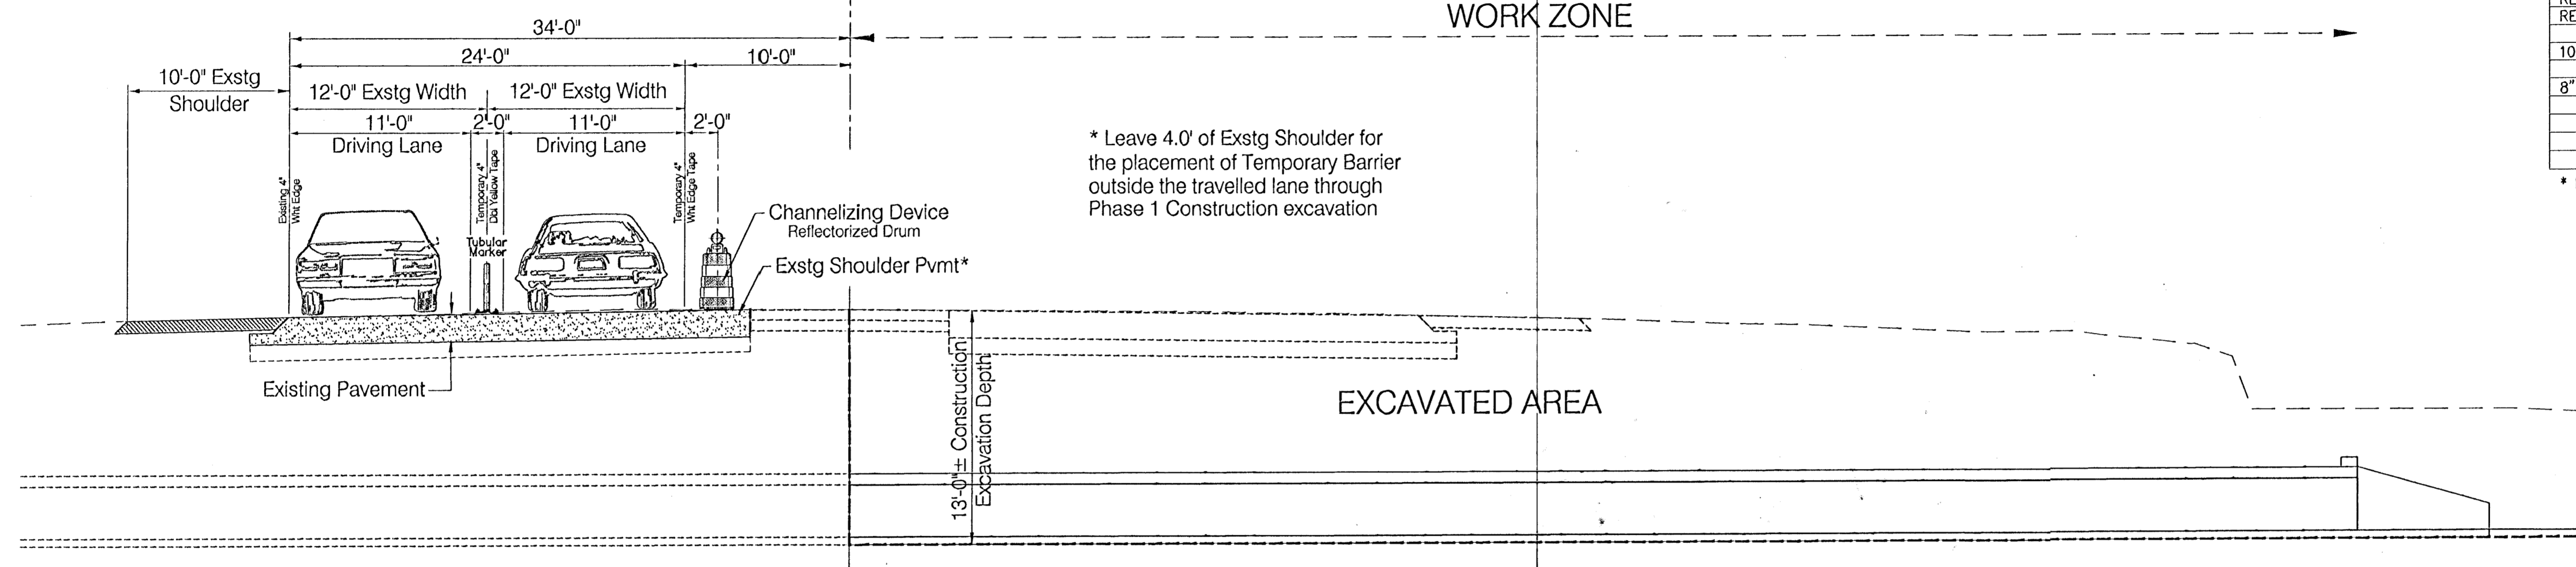 WORK ZONE
34'-0"
24'-0"
10'-0"
10'-0" Exstg
Shoulder
12'-0" Exstg Width
12'-0" Exstg Width
11'-0"
2'-0"
11'-0"
2'-0"
Driving Lane
Driving Lane
Existing 4"
Wht Edge
Temporary 4"
Dbl Yellow Tape
Temporary 4"
Wht Edge Tape
* Leave 4.0' of Exstg Shoulder for
the placement of Temporary Barrier
outside the travelled lane through
Phase 1 Construction excavation
Channelizing Device
Reflectorized Drum
Tubular
Marker
Exstg Shoulder Pvmt*
Existing Pavement
13'-0"± Construction
Excavation Depth
EXCAVATED AREA
RE
10
8"
*